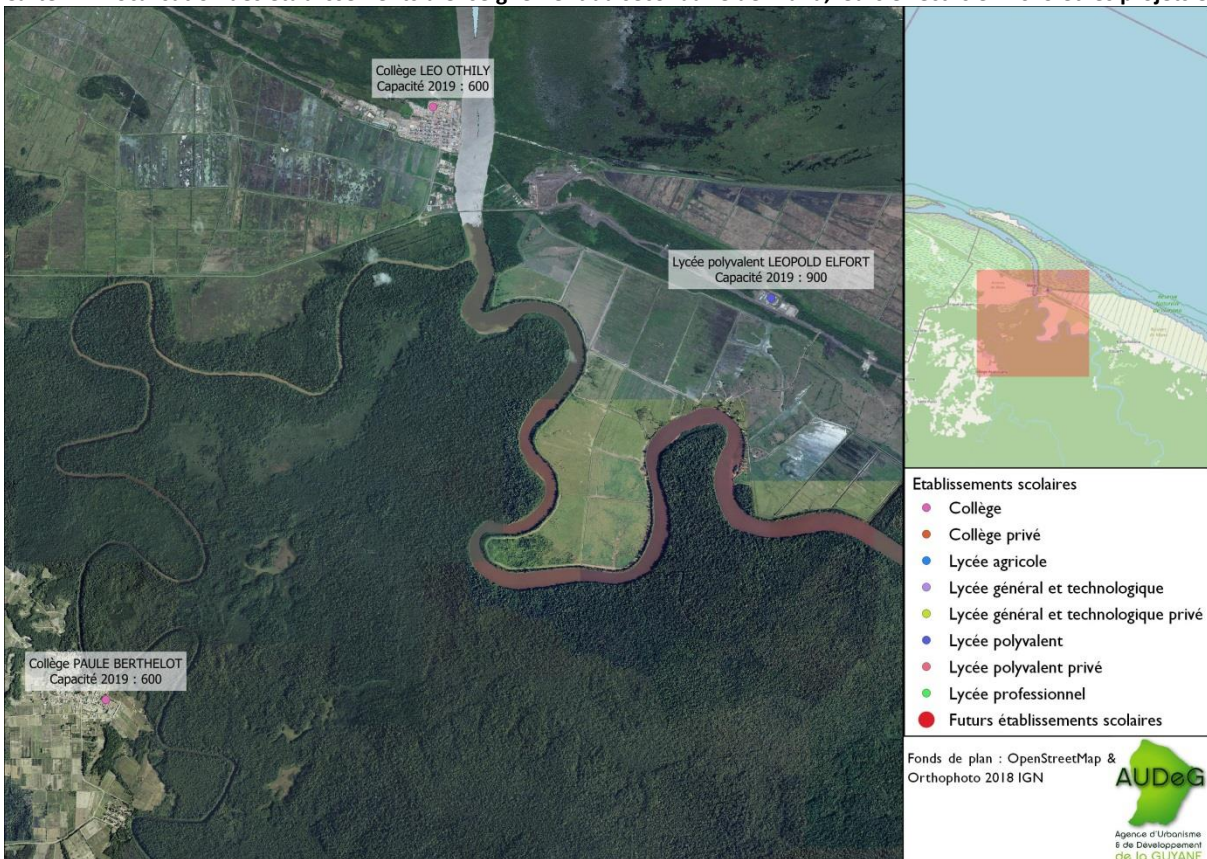 Collège LEO OTHILY
Capacité 2019 : 600
Lycée polyvalent LEOPOLD ELFORT
Capacité 2019 : 900
Collège PAULE BERTHELOT
Capacité 2019 : 600
Etablissements scolaires
Collège
Collège privé
Lycée agricole
Lycée général et technologique
Lycée général et technologique privé
Lycée polyvalent
Lycée polyvalent privé
Lycée professionnel
Futurs établissements scolaires
Fonds de plan : OpenStreetMap &
Orthophoto 2018 IGN
AUDeG
Agence d'Urbanisme
& de Développement
de la GUYANE